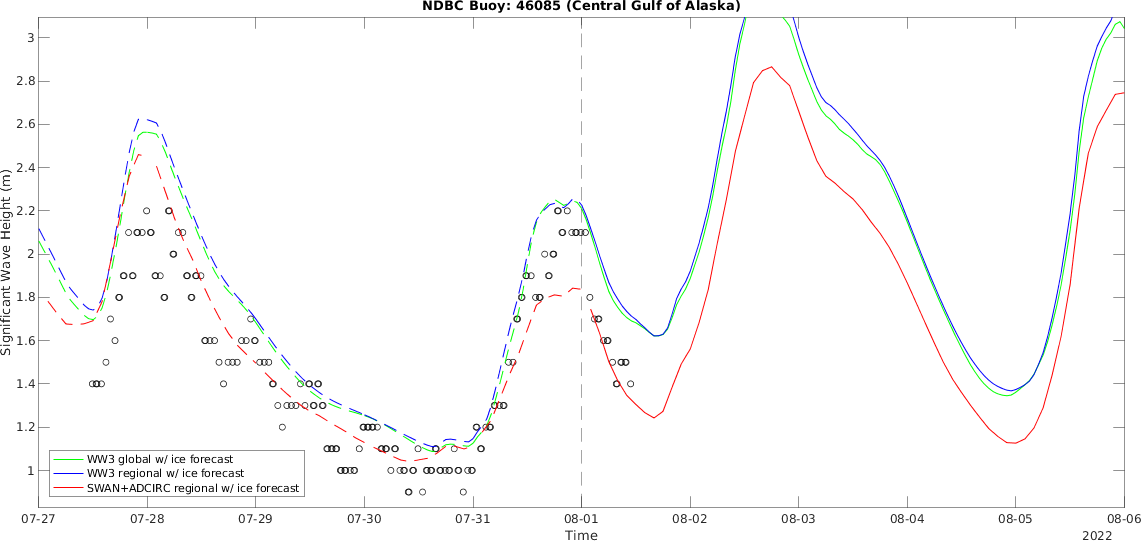 NDBC Buoy: 46085 (Central Gulf of Alaska)
Significant Wave Height (m)
3
2.8
2.6
2.4
2.2
2
1.8
1.6
1.4
1.2
1
WW3 global w/ ice forecast
WW3 regional w/ ice forecast
SWAN+ADCIRC regional w/ ice forecast
07-27 07-28 07-29 07-30 07-31 08-01 08-02 08-03 08-04 08-05 08-06
Time
2022